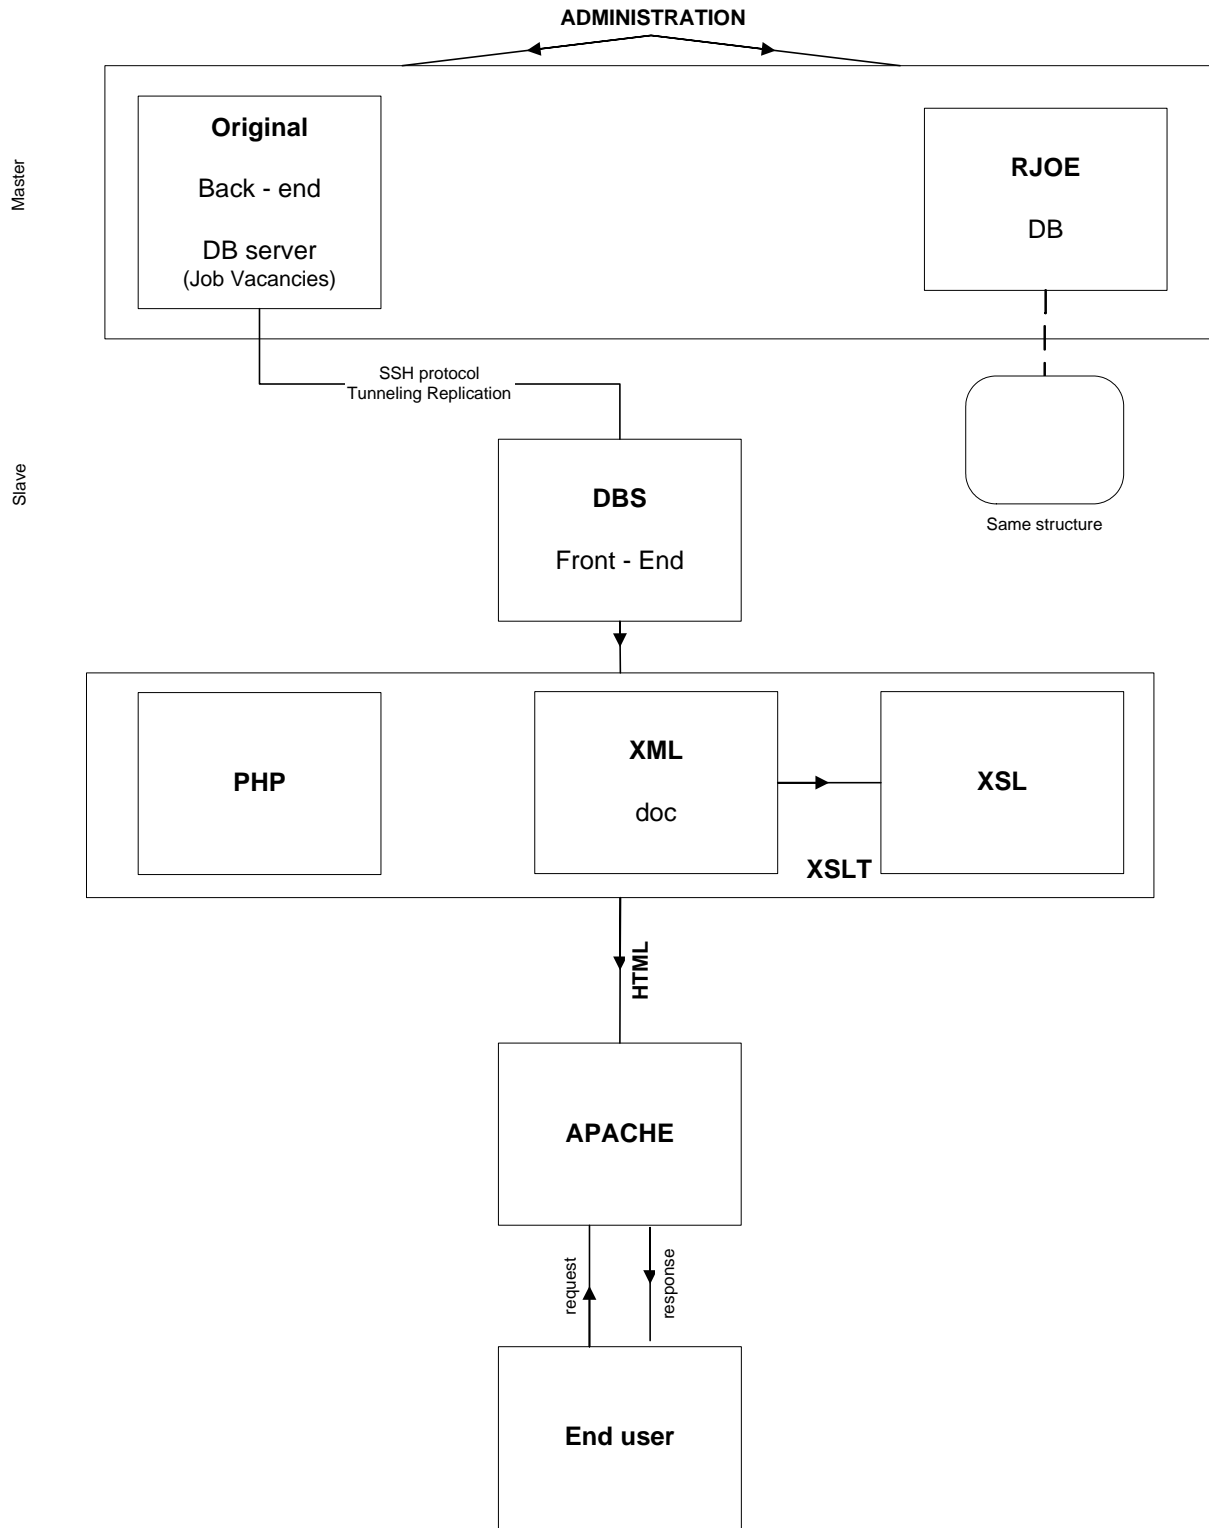 ADMINISTRATION
Original
Back - end
DB server
(Job Vacancies)
RJOE
DB
Master
SSH protocol
Tunneling Replication
Slave
DBS
Front - End
Same structure
PHP
XML
doc
XSL
XSLT
HTML
APACHE
request
response
End user